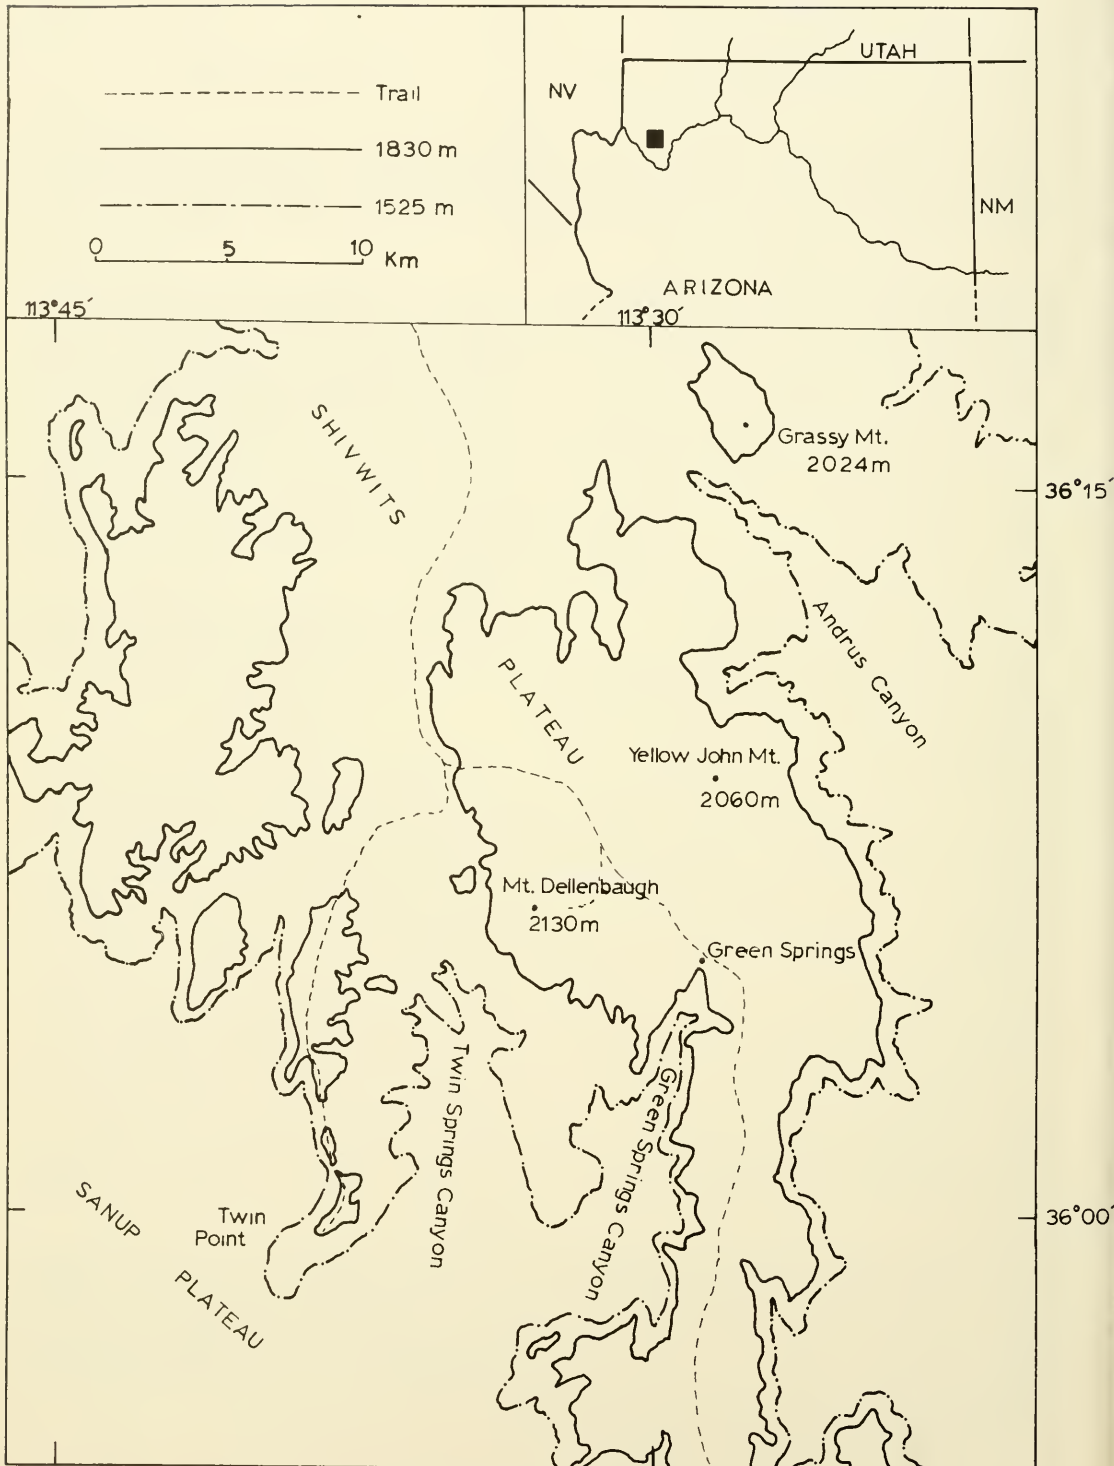 Trail
1830 m
1525 m
0 5 10 Km
UTAH
NV
NM
ARIZONA
113°45′
113°30′
SHIVWITS
PLATEAU
Grassy Mt.
2024m
36°15′
Andrus Canyon
Yellow John Mt.
2060m
Mt. Dellenbaugh
2130m
Green Springs
Twin Springs Canyon
Green Springs Canyon
SANUP
PLATEAU
Twin
Point
36°00′